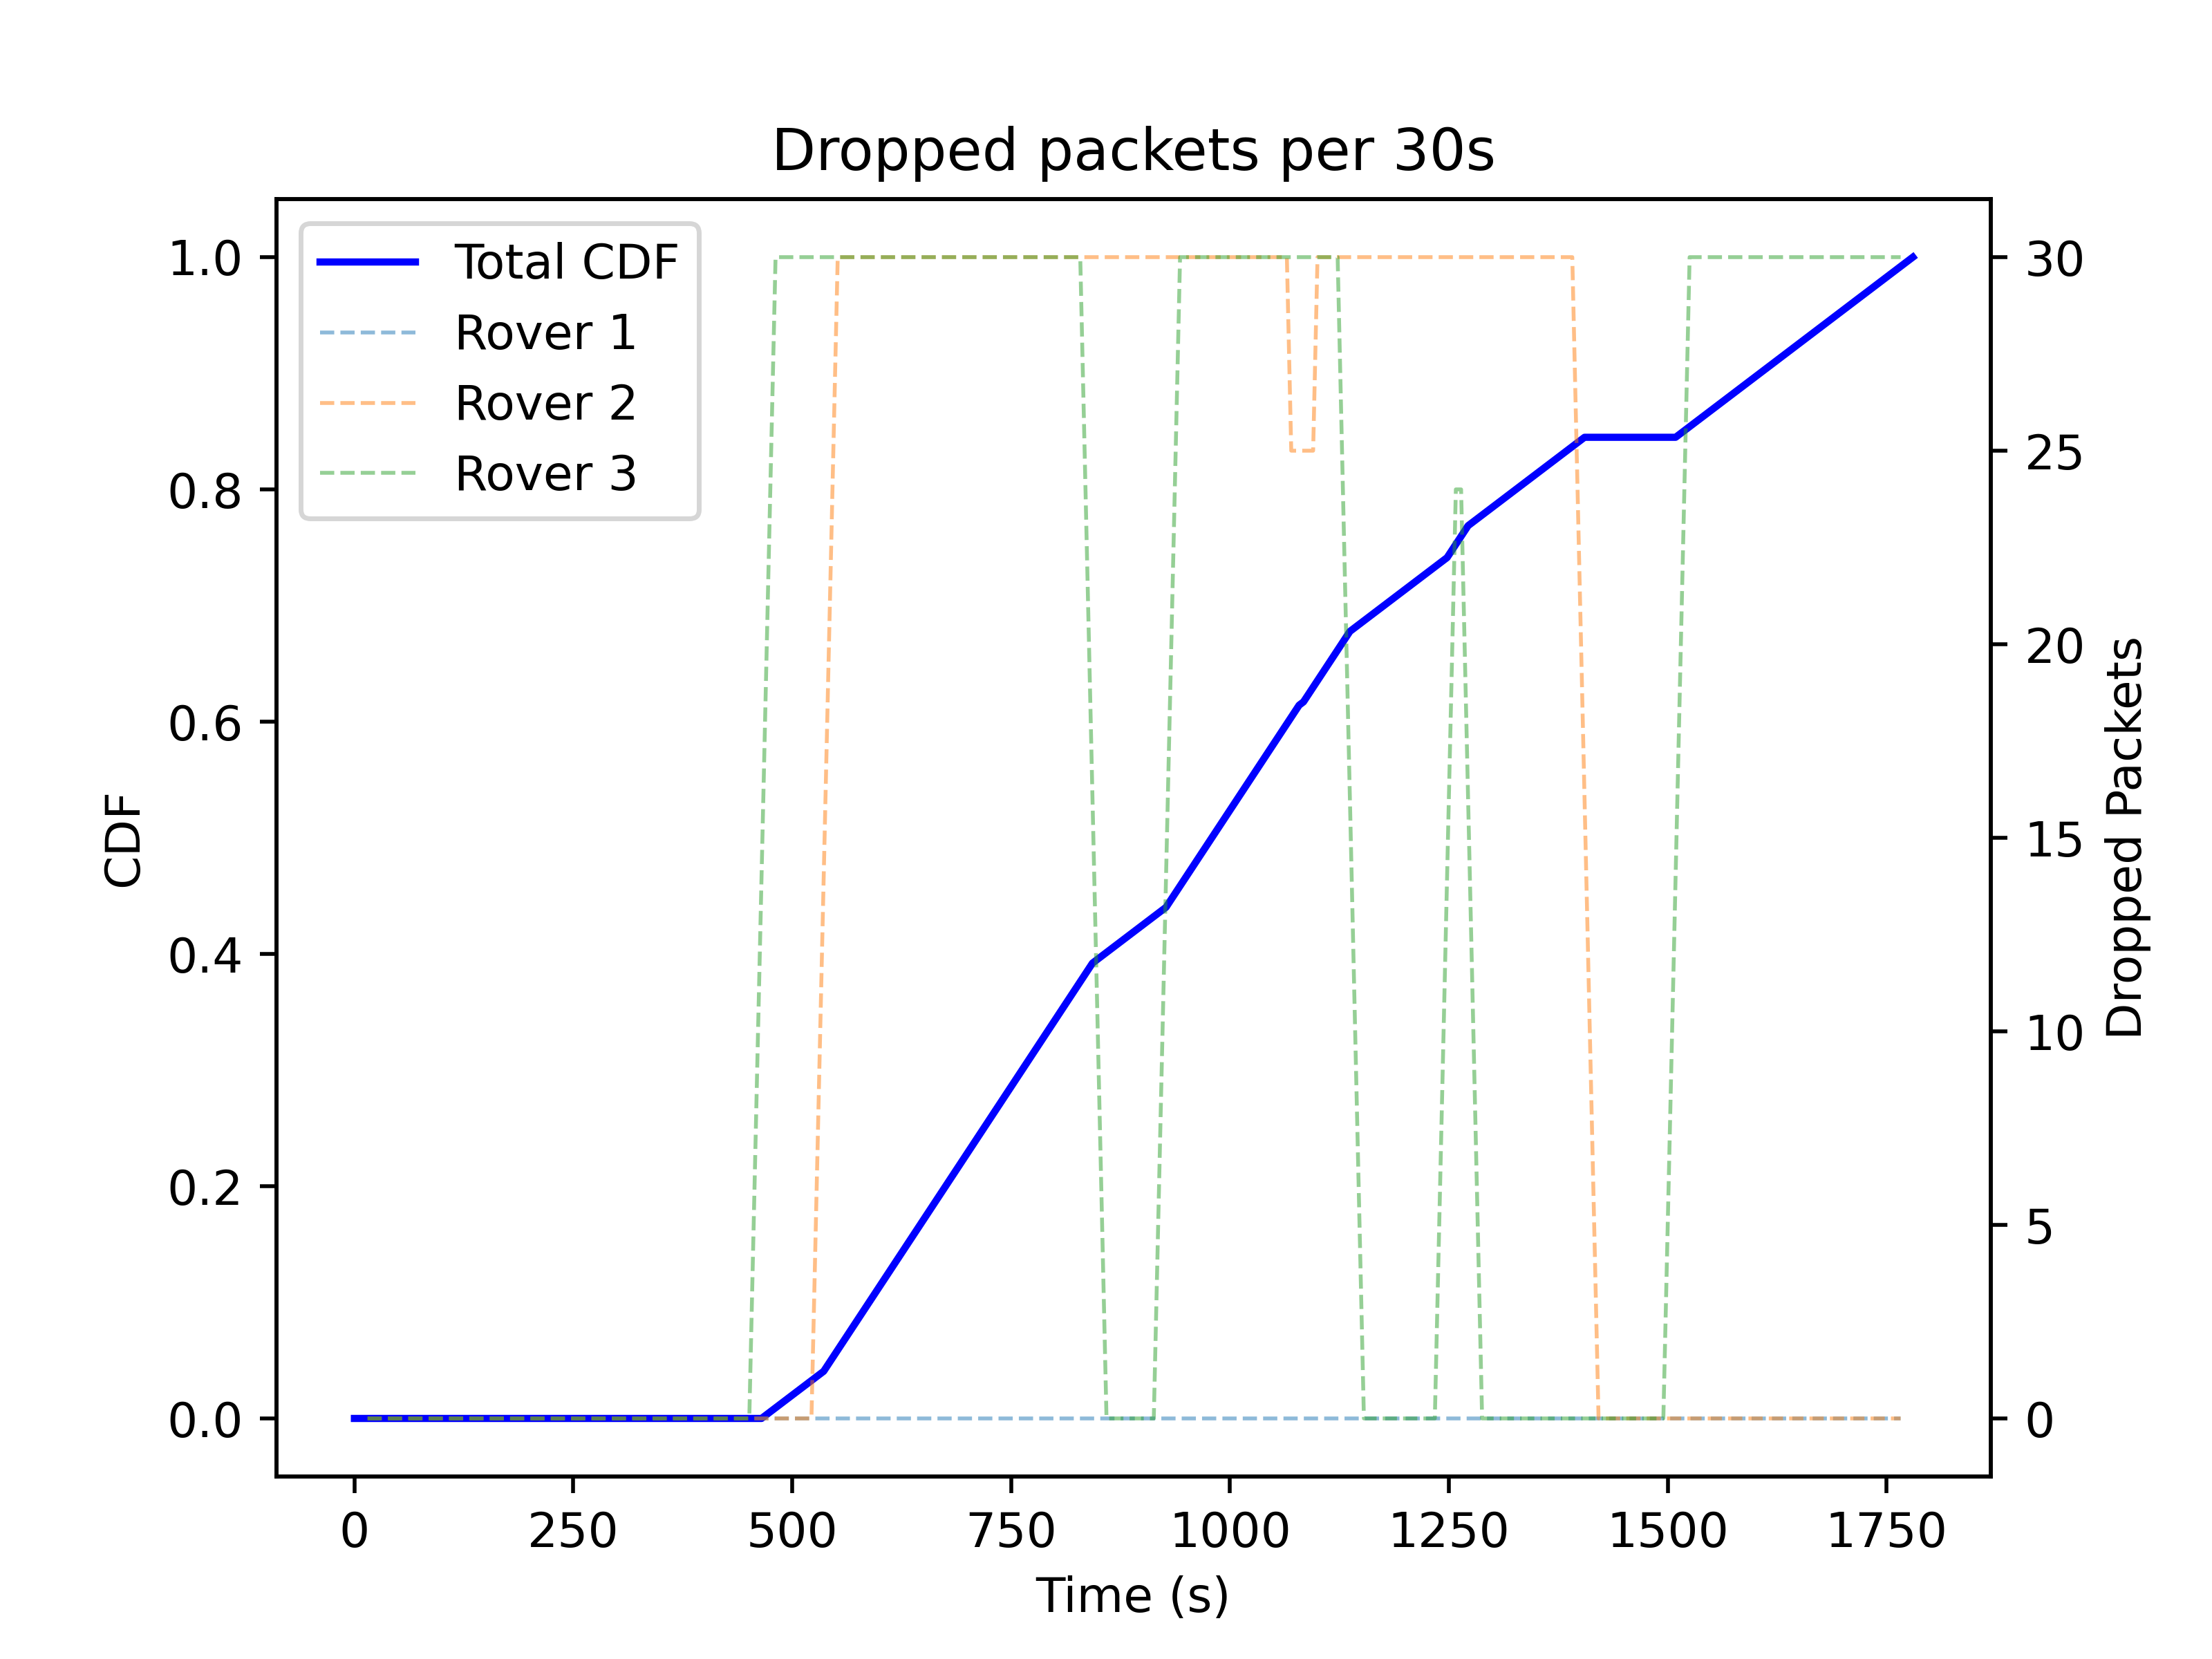 Dropped packets per 30s
Total CDF
Rover 1
Rover 2
Rover 3
1.0
0.8
0.6
0.4
0.2
0.0
CDF
30
25
20
15
10
5
0
Dropped Packets
0 250 500 750 1000 1250 1500 1750
Time (s)